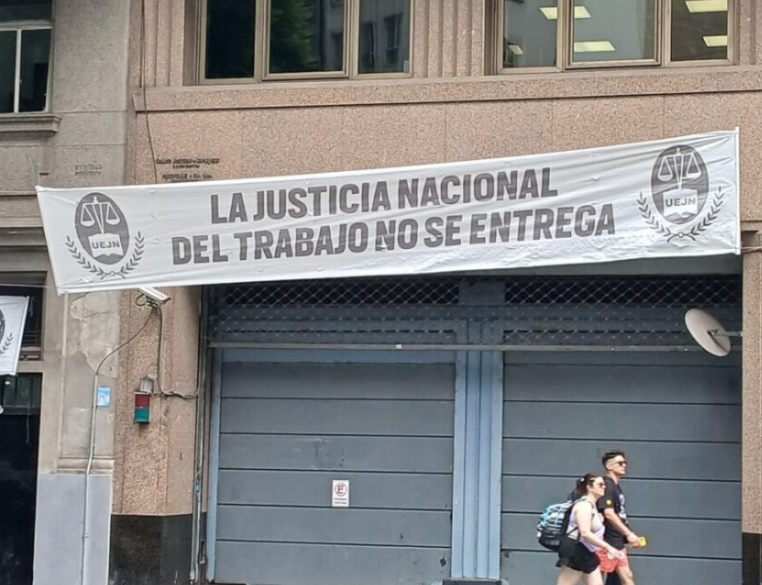 LA JUSTICIA NACIONAL
DEL TRABAJO NO SE ENTREGA
UEJN
UEJN
E